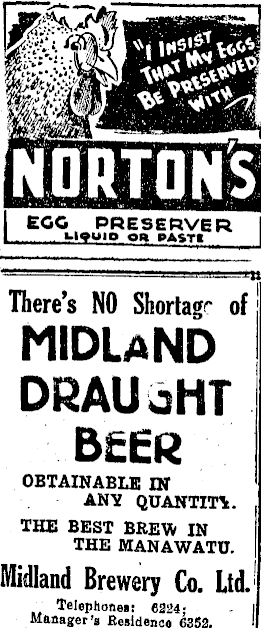 "I INSIST
THAT MY EGGS
BE PRESERVED
WITH
NORTON'S
EGG PRESERVER
LIQUID OR PASTE
There's NO Shortage of
MIDLAND
DRAUGHT
BEER
OBTAINABLE IN
ANY QUANTITY.
THE BEST BREW IN
THE MANAWATU.
Midland Brewery Co. Ltd.
Telephones: 6224;
Manager's Residence 6352.